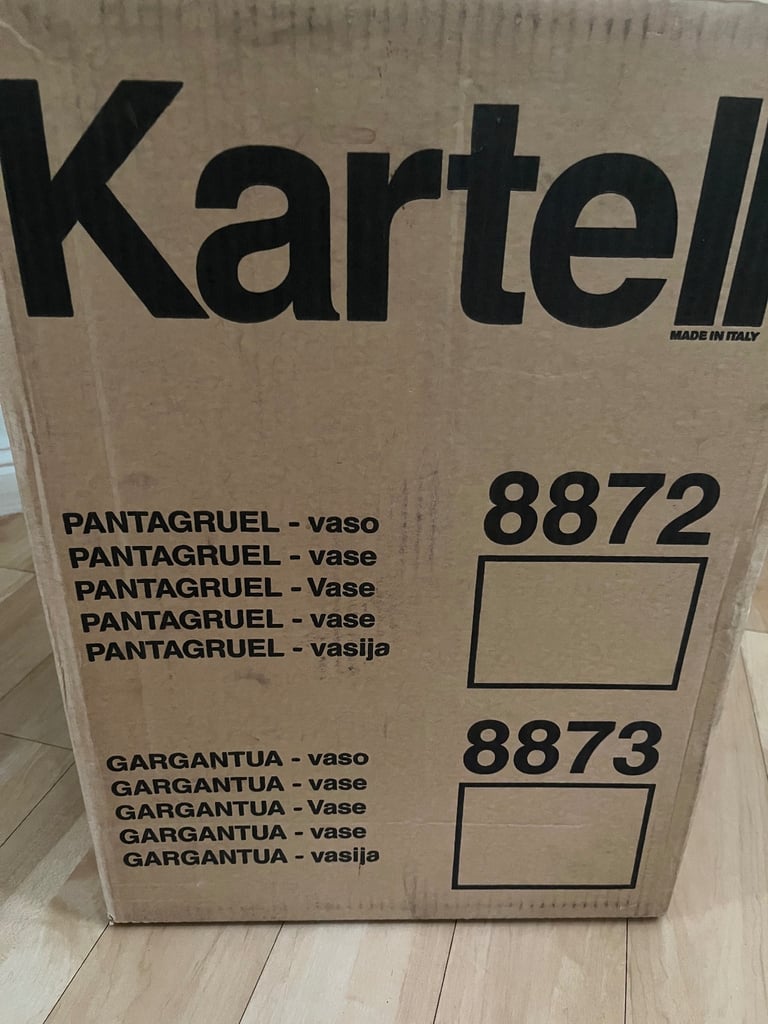 Kartell
MADE IN ITALY
PANTAGRUEL - vaso
PANTAGRUEL - vase
PANTAGRUEL - Vase
PANTAGRUEL - vase
PANTAGRUEL - vasija
8872
GARGANTUA - vaso
GARGANTUA - vase
GARGANTUA - Vase
GARGANTUA - vase
GARGANTUA - vasija
8873